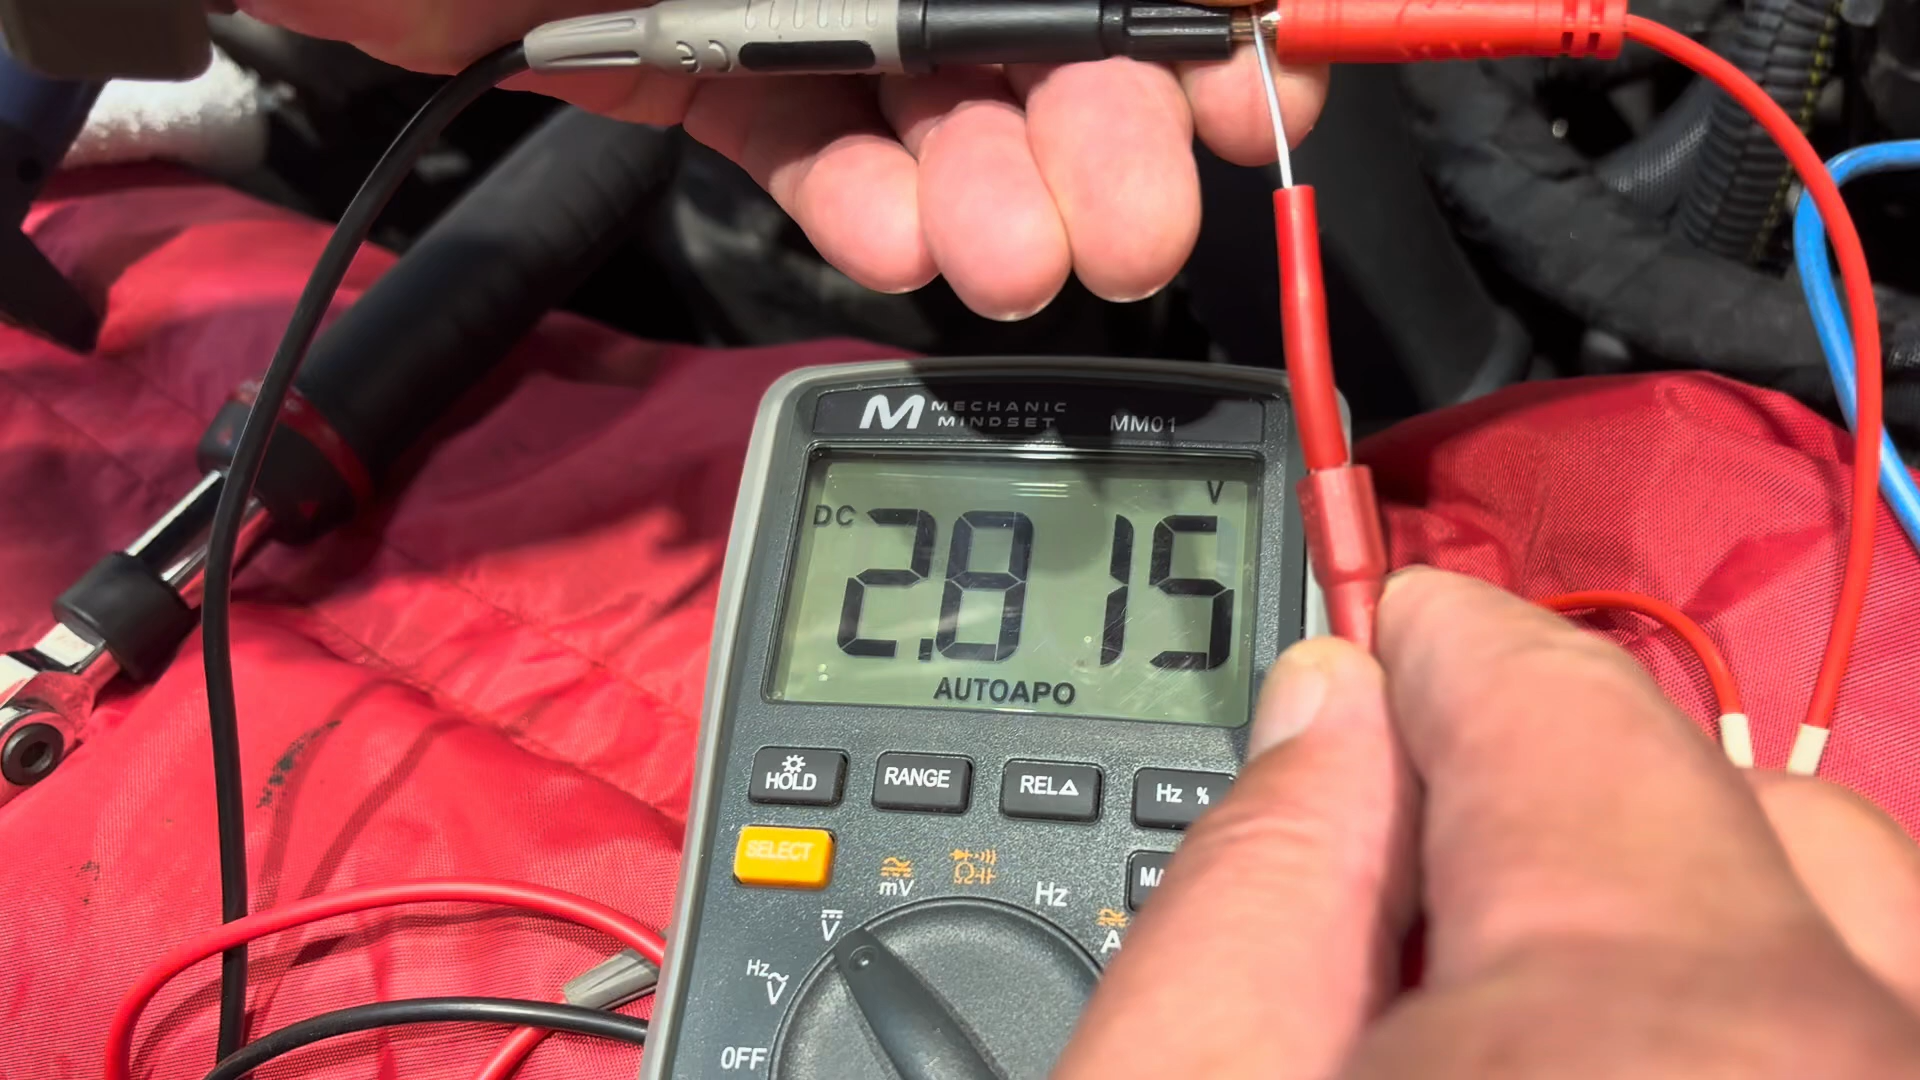 M MECHANIC
MINDSET
MM01
V
DC
2.815
AUTOAPO
HOLD
RANGE
REL△
Hz %
SELECT
mV
Ω
Hz
A
V
Hz
V
OFF